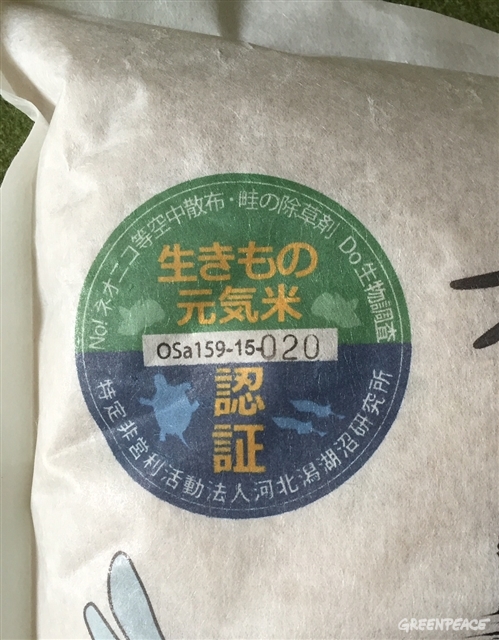 No! ネオニコ等空中散布・畦の除草剤 Do生物調査
生きもの
元気米
OSa159-15-020
認
証
特定非営利活動法人河北潟湖沼研究所
GREENPEACE